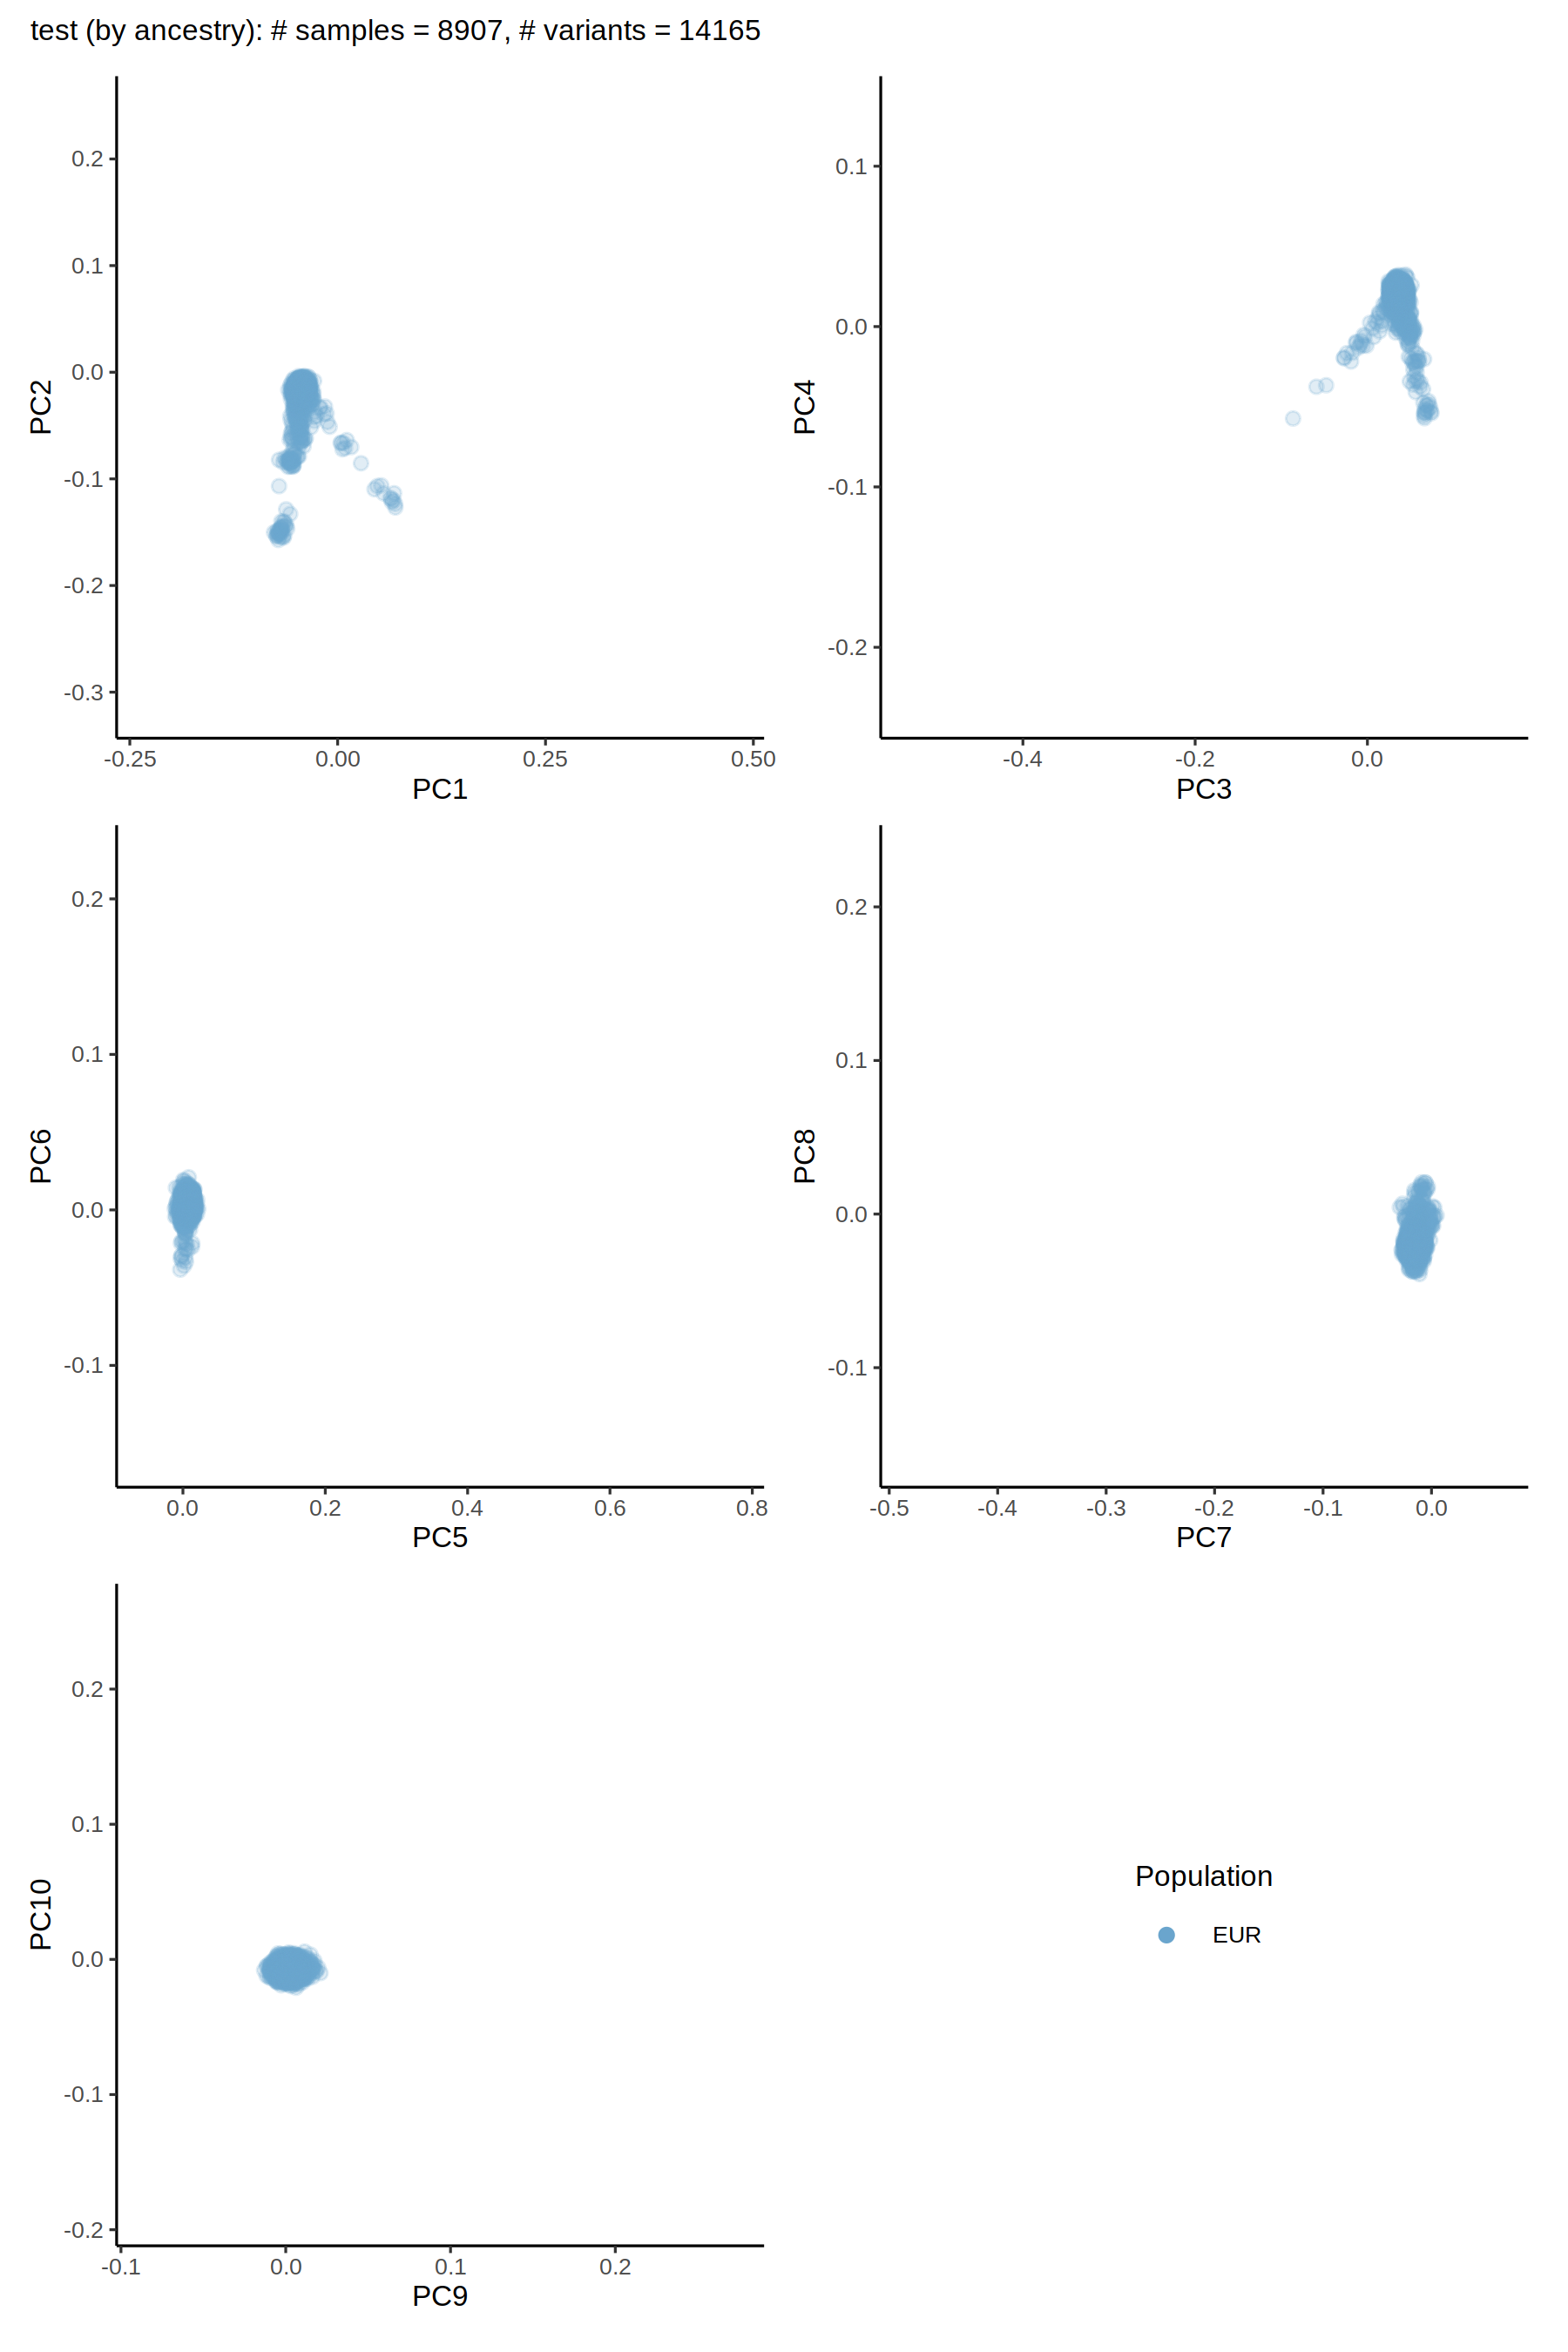 test (by ancestry): # samples = 8907, # variants = 14165
0.2
0.1
0.0
-0.1
-0.2
-0.3
PC2
-0.25 0.00 0.25 0.50
PC1
0.1
0.0
-0.1
-0.2
PC4
-0.4 -0.2 0.0
PC3
0.2
0.1
0.0
-0.1
PC6
0.0 0.2 0.4 0.6 0.8
PC5
0.2
0.1
0.0
-0.1
PC8
-0.5 -0.4 -0.3 -0.2 -0.1 0.0
PC7
0.2
0.1
0.0
-0.1
-0.2
PC10
-0.1 0.0 0.1 0.2
PC9
Population
EUR